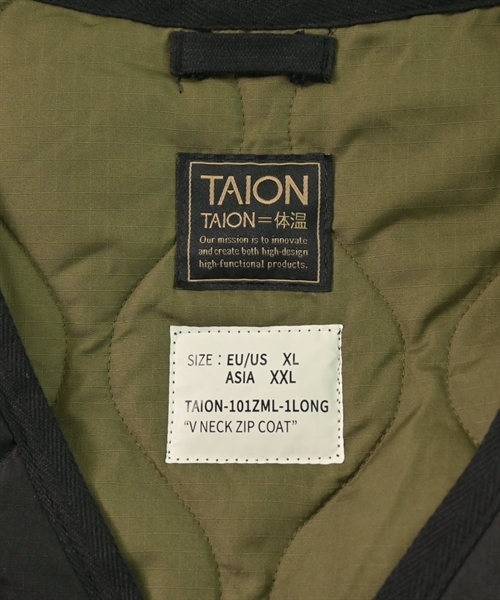 TAION
TAION=体温
Our mission is to innovate
and create both high-design
high-functional products.
SIZE : EU/US XL
ASIA XXL
TAION-101ZML-1LONG
“V NECK ZIP COAT”